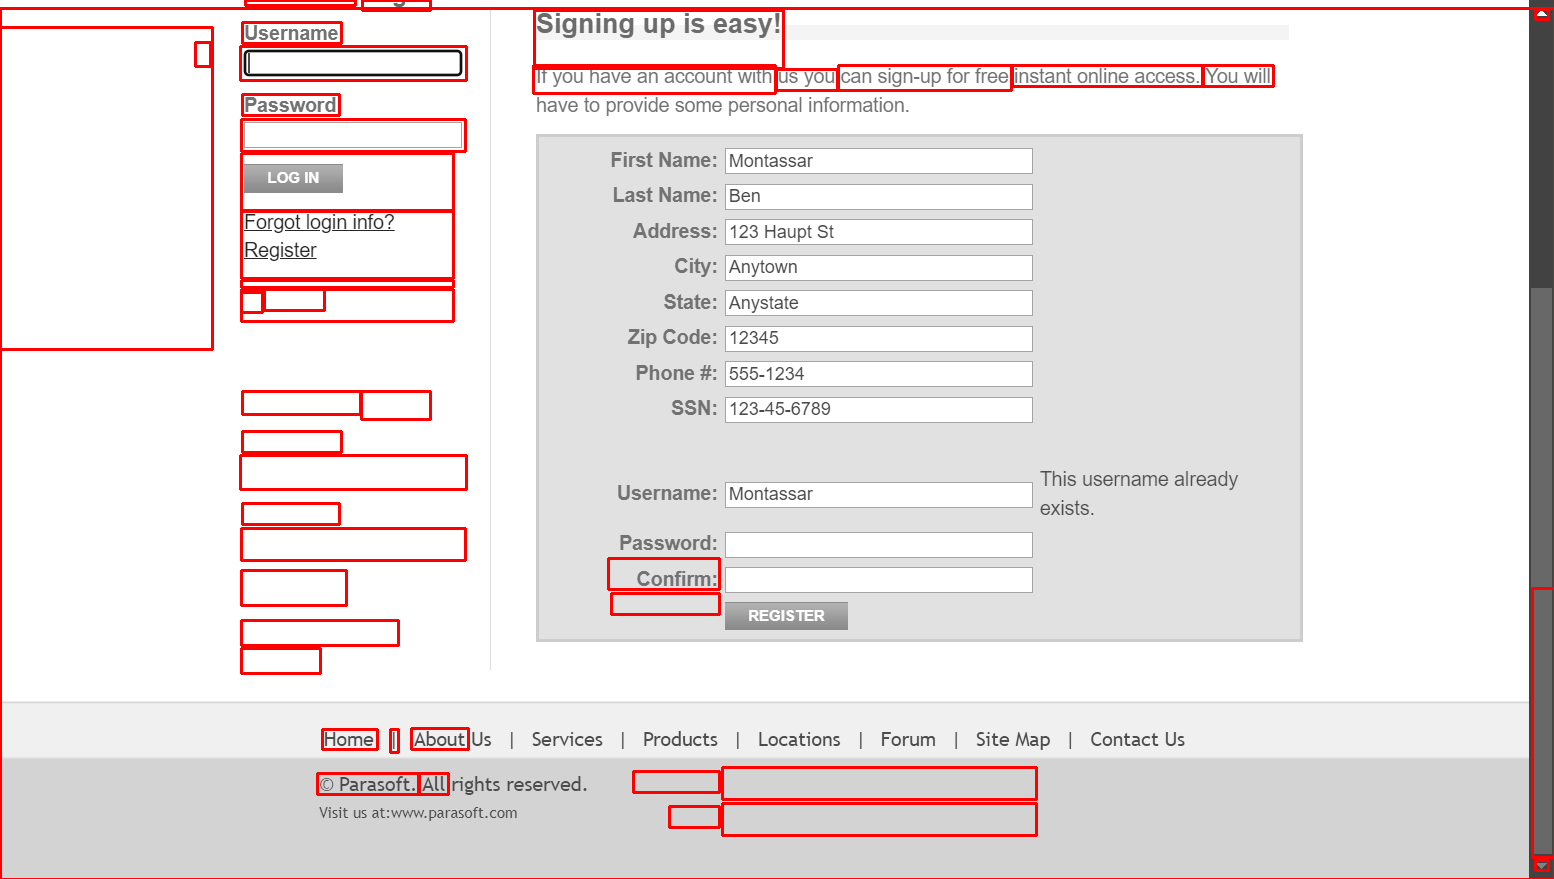 Username
Password
LOG IN
Forgot login info?
Register
Signing up is easy!
If you have an account with us you can sign-up for free instant online access. You will
have to provide some personal information.
First Name: Montassar
Last Name: Ben
Address: 123 Haupt St
City: Anytown
State: Anystate
Zip Code: 12345
Phone #: 555-1234
SSN: 123-45-6789
Username: Montassar This username already
exists.
Password:
Confirm:
REGISTER
Home | About Us | Services | Products | Locations | Forum | Site Map | Contact Us
© Parasoft. All rights reserved.
Visit us at:www.parasoft.com